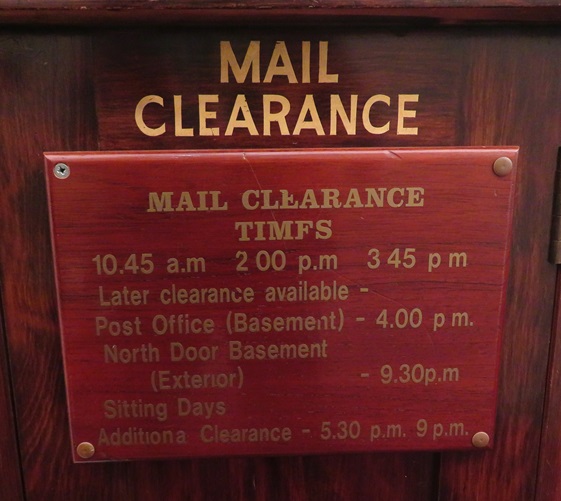 MAIL
CLEARANCE
MAIL CLEARANCE
TIMES
10.45 a.m 2 00 p.m 3 45 p m
Later clearance available -
Post Office (Basement) - 4.00 p m.
North Door Basement
(Exterior) - 9.30p.m
Sitting Days
Additiona Clearance - 5.30 p.m. 9 p.m.